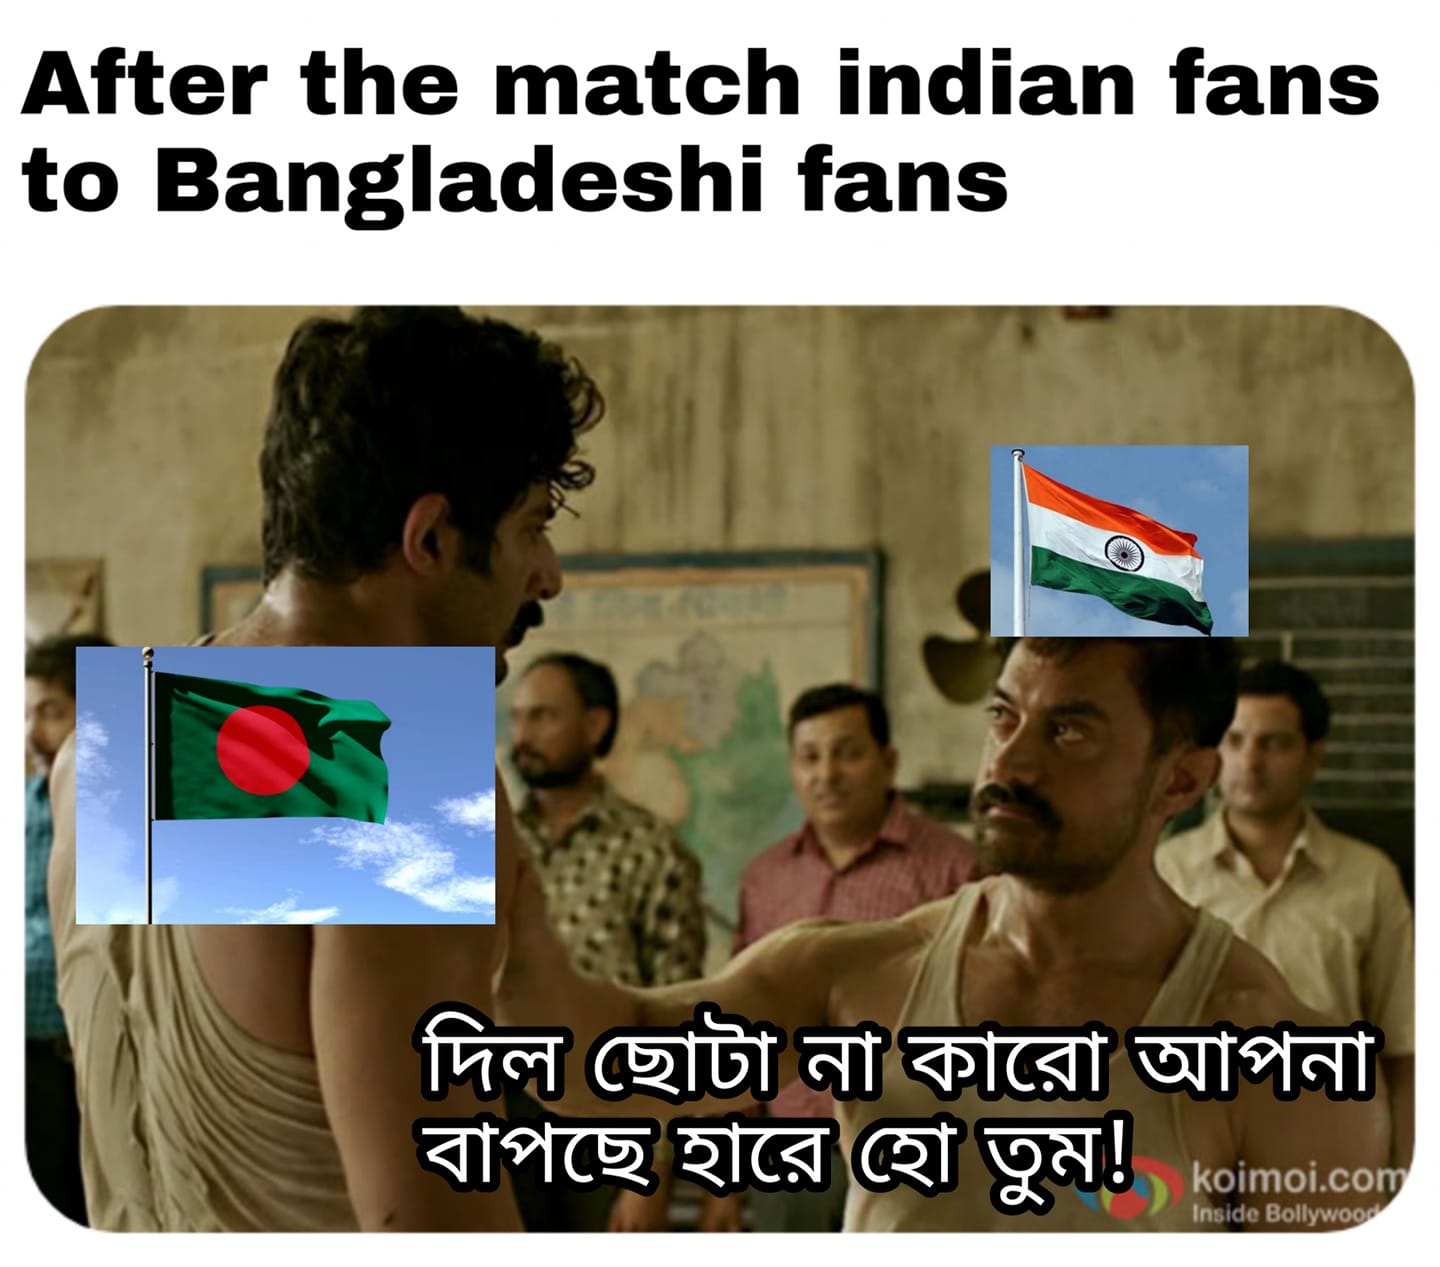 After the match indian fans
to Bangladeshi fans
দিল ছোটা না কারো আপনা
বাপছে হারে হো তুম!
koimoi.com
Inside Bollywood